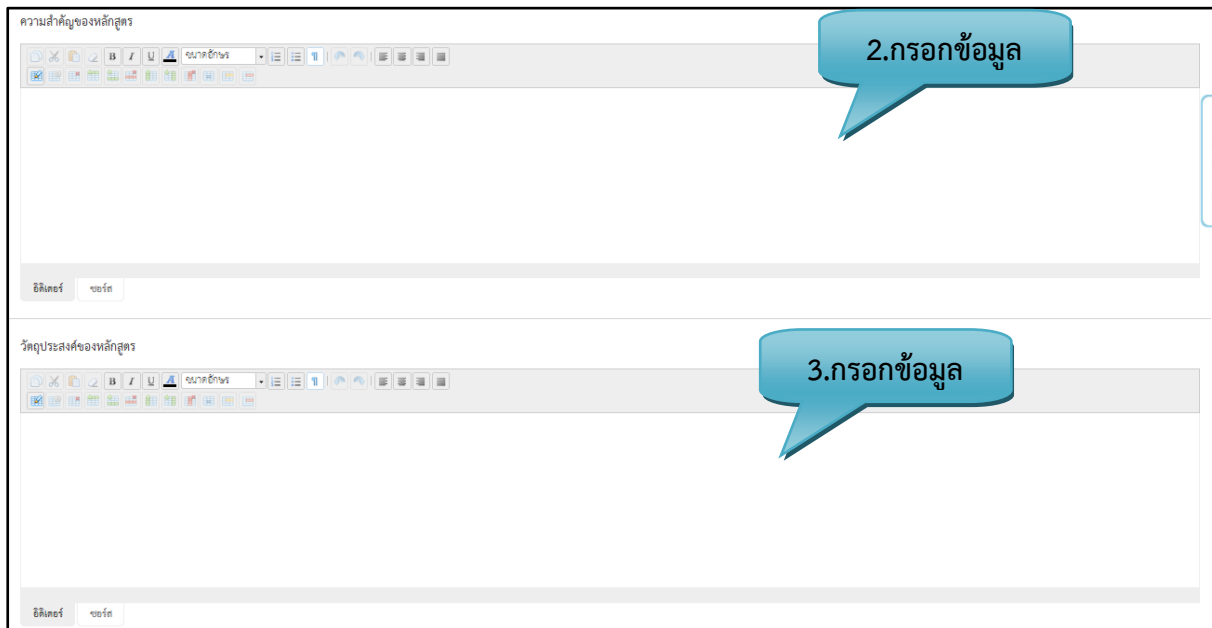 ความสำคัญของหลักสูตร
2.กรอกข้อมูล
B I U A ขนาดอักษร ¶
อิดิเตอร์ ซอร์ส
วัตถุประสงค์ของหลักสูตร
3.กรอกข้อมูล
B I U A ขนาดอักษร ¶
อิดิเตอร์ ซอร์ส